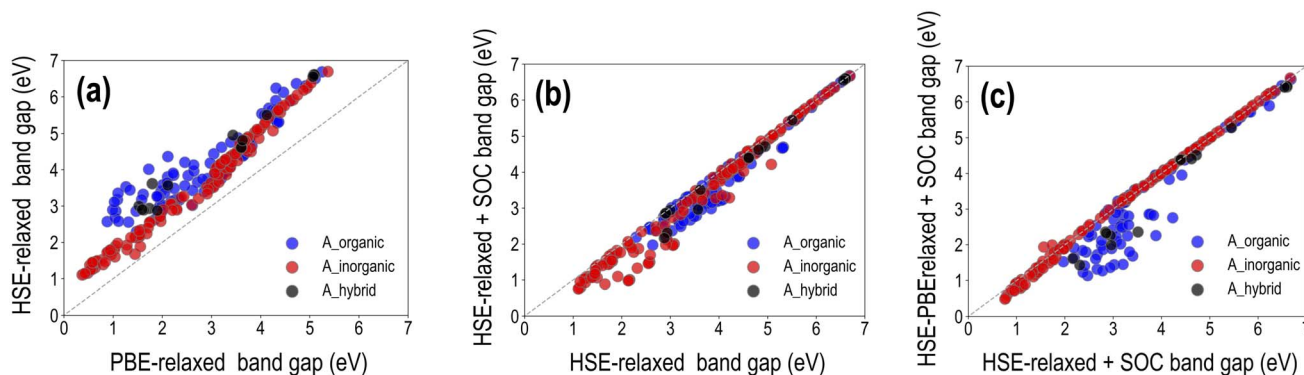 HSE-relaxed band gap (eV)
7
6
5
4
3
2
1
0
(a)
A_organic
A_inorganic
A_hybrid
0 1 2 3 4 5 6 7
PBE-relaxed band gap (eV)
HSE-relaxed + SOC band gap (eV)
7
6
5
4
3
2
1
0
(b)
A_organic
A_inorganic
A_hybrid
0 1 2 3 4 5 6 7
HSE-relaxed band gap (eV)
HSE-PBErelaxed + SOC band gap (eV)
7
6
5
4
3
2
1
0
(c)
A_organic
A_inorganic
A_hybrid
1 2 3 4 5 6 7
HSE-relaxed + SOC band gap (eV)